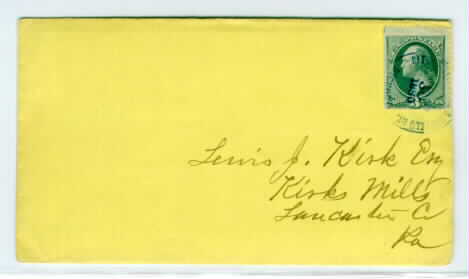 Lewis J. Kirk Esq
Kirks Mills
Lancaster Co
Pa